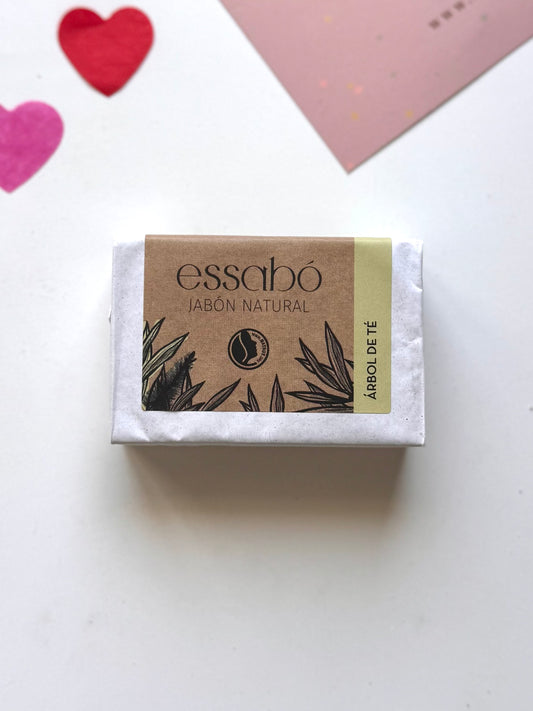 essabó
JABÓN NATURAL
ÁRBOL DE TÉ